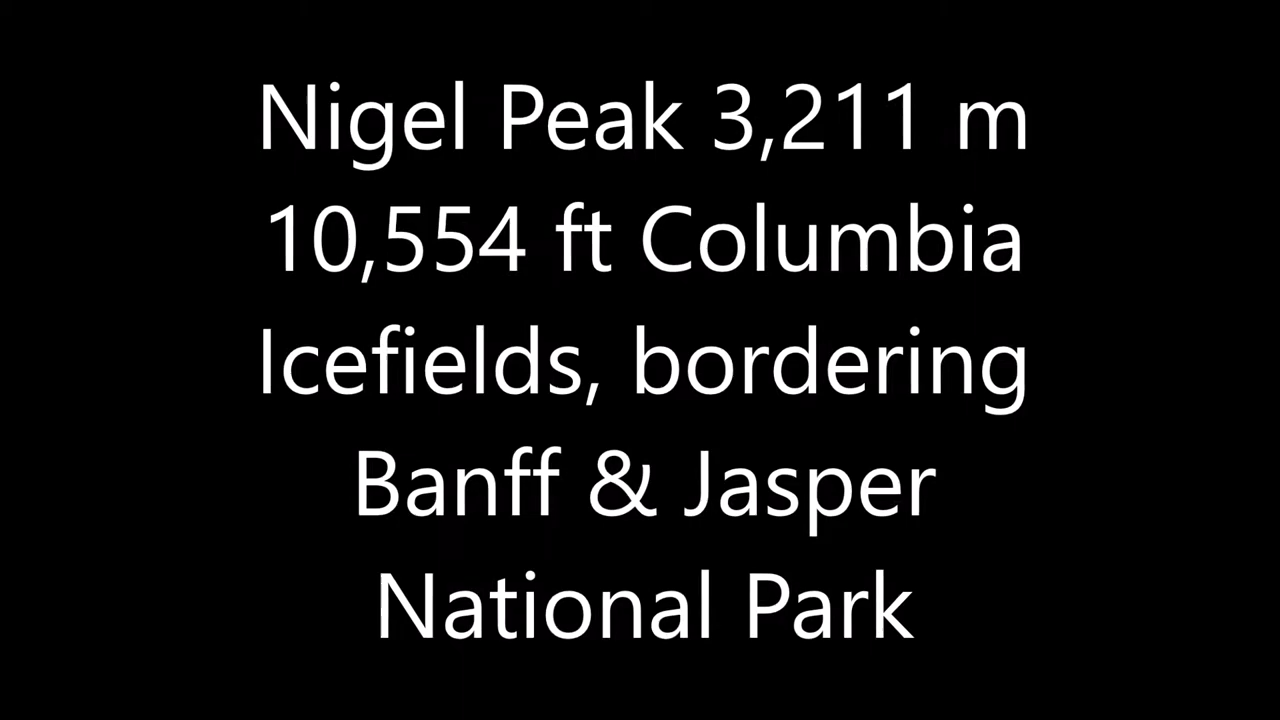 Nigel Peak 3,211 m
10,554 ft Columbia
Icefields, bordering
Banff & Jasper
National Park